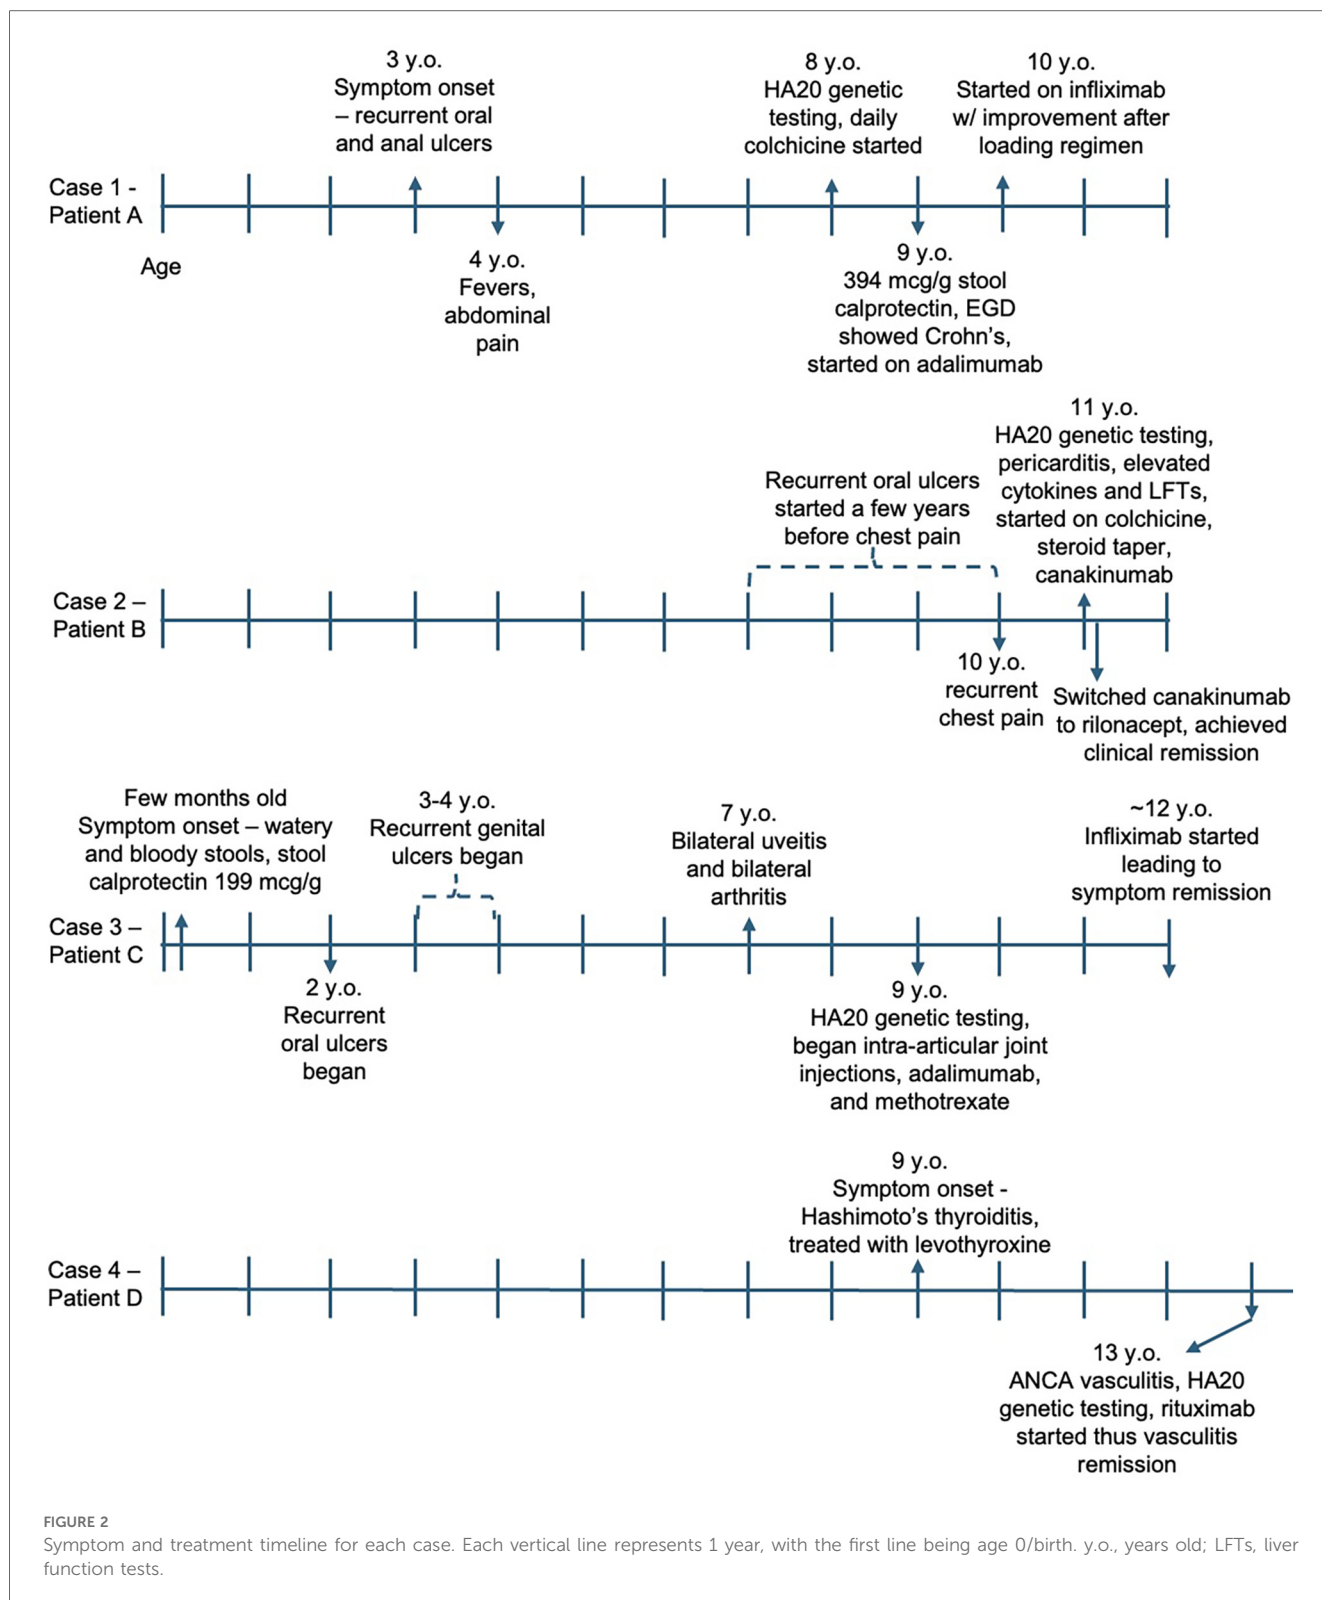 3 y.o.
Symptom onset
– recurrent oral
and anal ulcers
8 y.o.
HA20 genetic
testing, daily
colchicine started
10 y.o.
Started on infliximab
w/ improvement after
loading regimen
Case 1 -
Patient A
Age
4 y.o.
Fevers,
abdominal
pain
9 y.o.
394 mcg/g stool
calprotectin, EGD
showed Crohn’s,
started on adalimumab
Recurrent oral ulcers
started a few years
before chest pain
11 y.o.
HA20 genetic testing,
pericarditis, elevated
cytokines and LFTs,
started on colchicine,
steroid taper,
canakinumab
Case 2 –
Patient B
10 y.o.
recurrent
chest pain
Switched canakinumab
to rilonacept, achieved
clinical remission
Few months old
Symptom onset – watery
and bloody stools, stool
calprotectin 199 mcg/g
3-4 y.o.
Recurrent genital
ulcers began
7 y.o.
Bilateral uveitis
and bilateral
arthritis
~12 y.o.
Infliximab started
leading to
symptom remission
Case 3 –
Patient C
2 y.o.
Recurrent
oral ulcers
began
9 y.o.
HA20 genetic testing,
began intra-articular joint
injections, adalimumab,
and methotrexate
9 y.o.
Symptom onset -
Hashimoto’s thyroiditis,
treated with levothyroxine
Case 4 –
Patient D
13 y.o.
ANCA vasculitis, HA20
genetic testing, rituximab
started thus vasculitis
remission
FIGURE 2
Symptom and treatment timeline for each case. Each vertical line represents 1 year, with the first line being age 0/birth. y.o., years old; LFTs, liver
function tests.